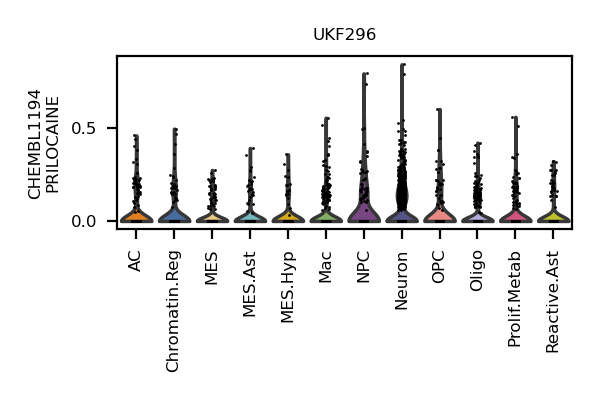 UKF296
CHEMBL1194
PRILOCAINE
0.5
0.0
AC
Chromatin.Reg
MES
MES.Ast
MES.Hyp
Mac
NPC
Neuron
OPC
Oligo
Prolif.Metab
Reactive.Ast